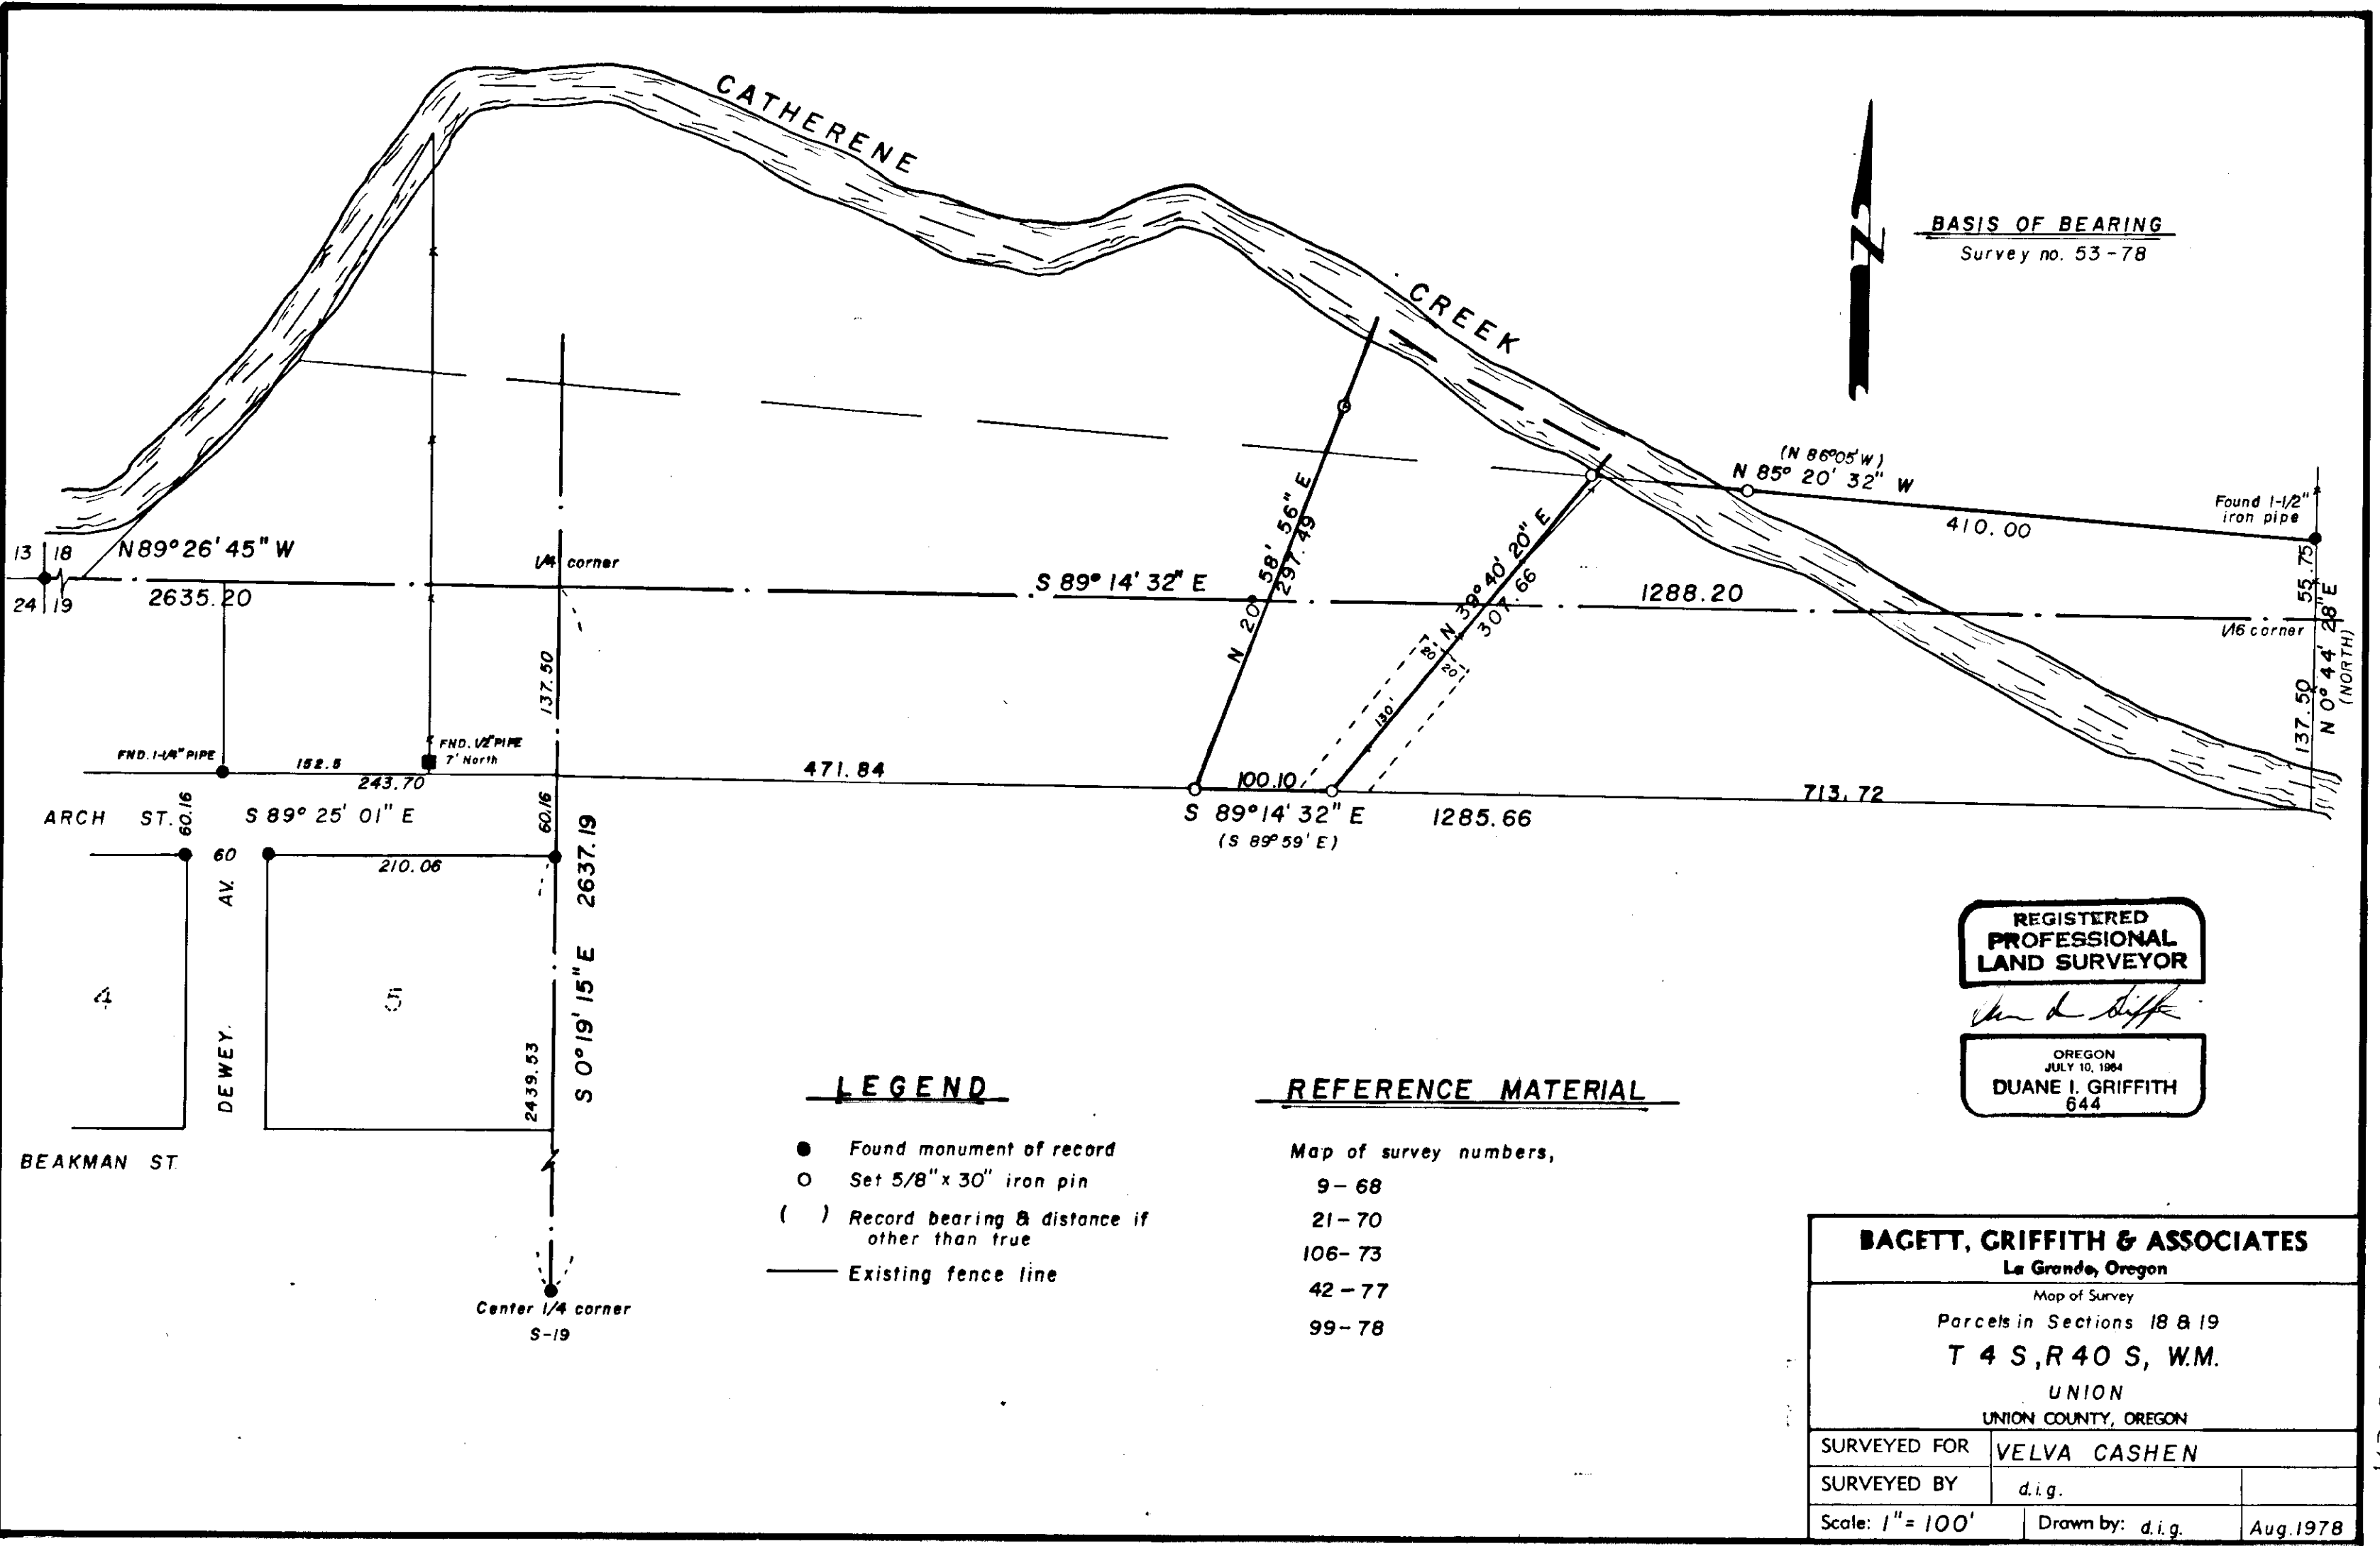 CATHERENE
CREEK
BASIS OF BEARING
Survey no. 53-78
N
(N 86°05'W)
N 85° 20' 32" W
410.00
Found 1-1/2"
iron pipe
55.75
N 0° 44' 28" E
(NORTH)
137.50
1/16 corner
13 18
24 19
N89°26'45" W
2635.20
1/4 corner
S 89° 14' 32" E
1288.20
N 20° 58' 56" E
297.49
N 39° 40' 20" E
307.66
20
20
130'
137.50
FND. 1-1/4" PIPE
152.5
FND. 1/2" PIPE
7' North
243.70
471.84
100.10
713.72
ARCH ST.
60.16
S 89° 25' 01" E
60.16
S 89° 14' 32" E
(S 89° 59' E)
1285.66
60
210.06
2637.19
S 0° 19' 15" E
4
DEWEY. AV.
5
2439.53
BEAKMAN ST.
Center 1/4 corner
S-19
LEGEND
Found monument of record
Set 5/8" x 30" iron pin
( ) Record bearing & distance if
other than true
Existing fence line
REFERENCE MATERIAL
Map of survey numbers,
9-68
21-70
106-73
42-77
99-78
REGISTERED
PROFESSIONAL
LAND SURVEYOR
OREGON
JULY 10, 1964
DUANE I. GRIFFITH
644
BAGETT, GRIFFITH & ASSOCIATES
La Grande, Oregon
Map of Survey
Parcels in Sections 18 & 19
T 4 S, R 40 S, W.M.
UNION
UNION COUNTY, OREGON
SURVEYED FOR VELVA CASHEN
SURVEYED BY d.i.g.
Scale: 1" = 100' Drawn by: d.i.g. Aug. 1978